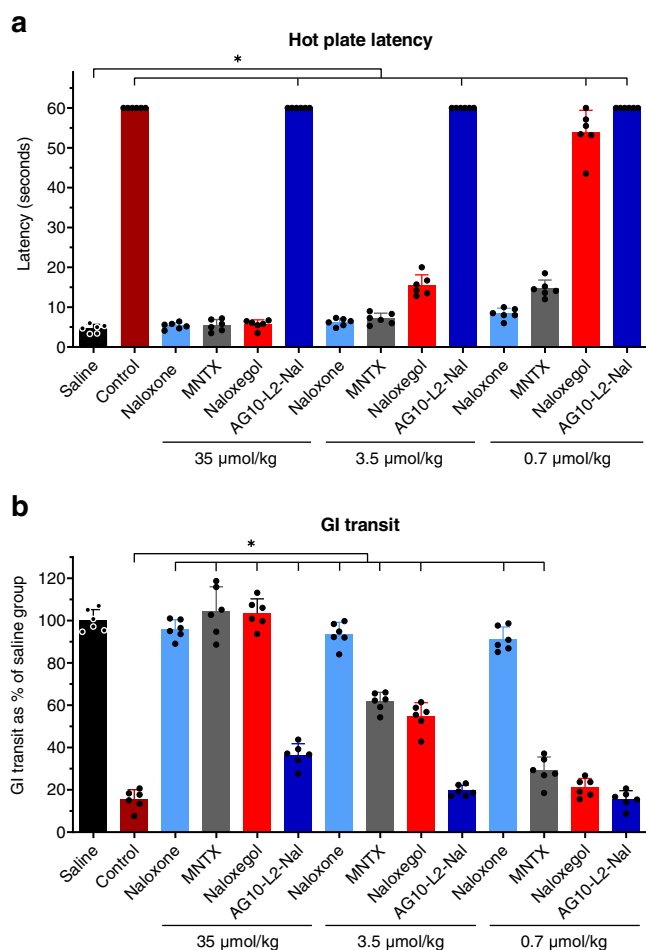 a
Hot plate latency
*
Latency (seconds)
60
50
40
30
20
10
0
Saline
Control
Naloxone
MNTX
Naloxegol
AG10-L2-Nal
Naloxone
MNTX
Naloxegol
AG10-L2-Nal
Naloxone
MNTX
Naloxegol
AG10-L2-Nal
35 µmol/kg
3.5 µmol/kg
0.7 µmol/kg
b
GI transit
*
GI transit as % of saline group
120
100
80
60
40
20
0
Saline
Control
Naloxone
MNTX
Naloxegol
AG10-L2-Nal
Naloxone
MNTX
Naloxegol
AG10-L2-Nal
Naloxone
MNTX
Naloxegol
AG10-L2-Nal
35 µmol/kg
3.5 µmol/kg
0.7 µmol/kg